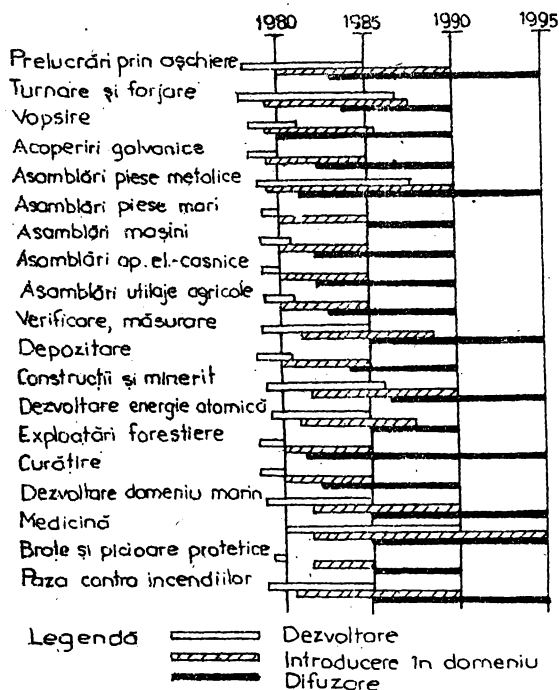 1980 1985 1990 1995
Prelucrări prin așchiere
Turnare și forjare
Vopsire
Acoperiri galvanice
Asamblări piese metalice
Asamblări piese mari
Asamblări mașini
Asamblări ap. el.-casnice
Asamblări utilaje agricole
Verificare, măsurare
Depozitare
Construcții și minerit
Dezvoltare energie atomică
Exploatări forestiere
Curățire
Dezvoltare domeniu marin
Medicină
Brațe și picioare protetice
Paza contra incendiilor
Legendă
Dezvoltare
Introducere în domeniu
Difuzare